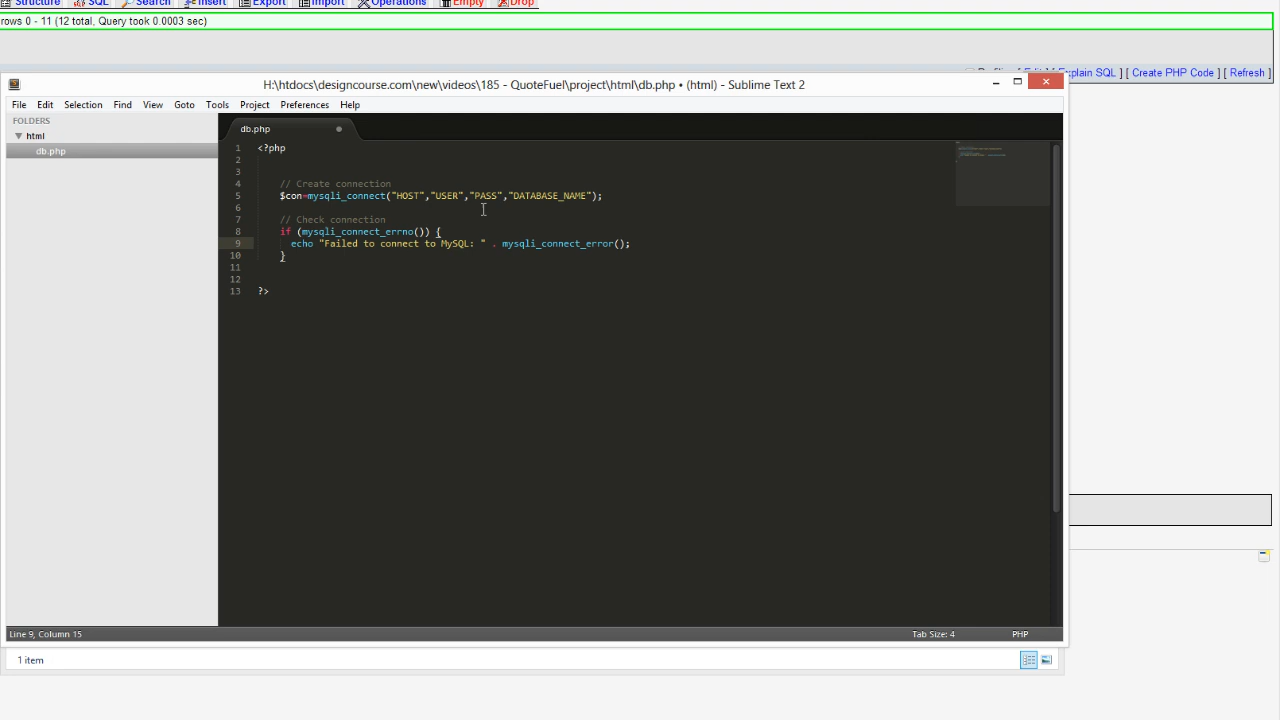 Structure SQL Search Insert Export Import Operations Empty Drop
rows 0 - 11 (12 total, Query took 0.0003 sec)
Explain SQL ] [ Create PHP Code ] [ Refresh ]
H:\htdocs\designcourse.com\new\videos\185 - QuoteFuel\project\html\db.php • (html) - Sublime Text 2
File Edit Selection Find View Goto Tools Project Preferences Help
FOLDERS
html
db.php
db.php
1 <?php
2
3
4 // Create connection
5 $con=mysqli_connect("HOST","USER","PASS","DATABASE_NAME");
6
7 // Check connection
8 if (mysqli_connect_errno()) {
9 echo "Failed to connect to MySQL: " . mysqli_connect_error();
10 }
11
12
13 ?>
Line 9, Column 15
Tab Size: 4
PHP
1 item